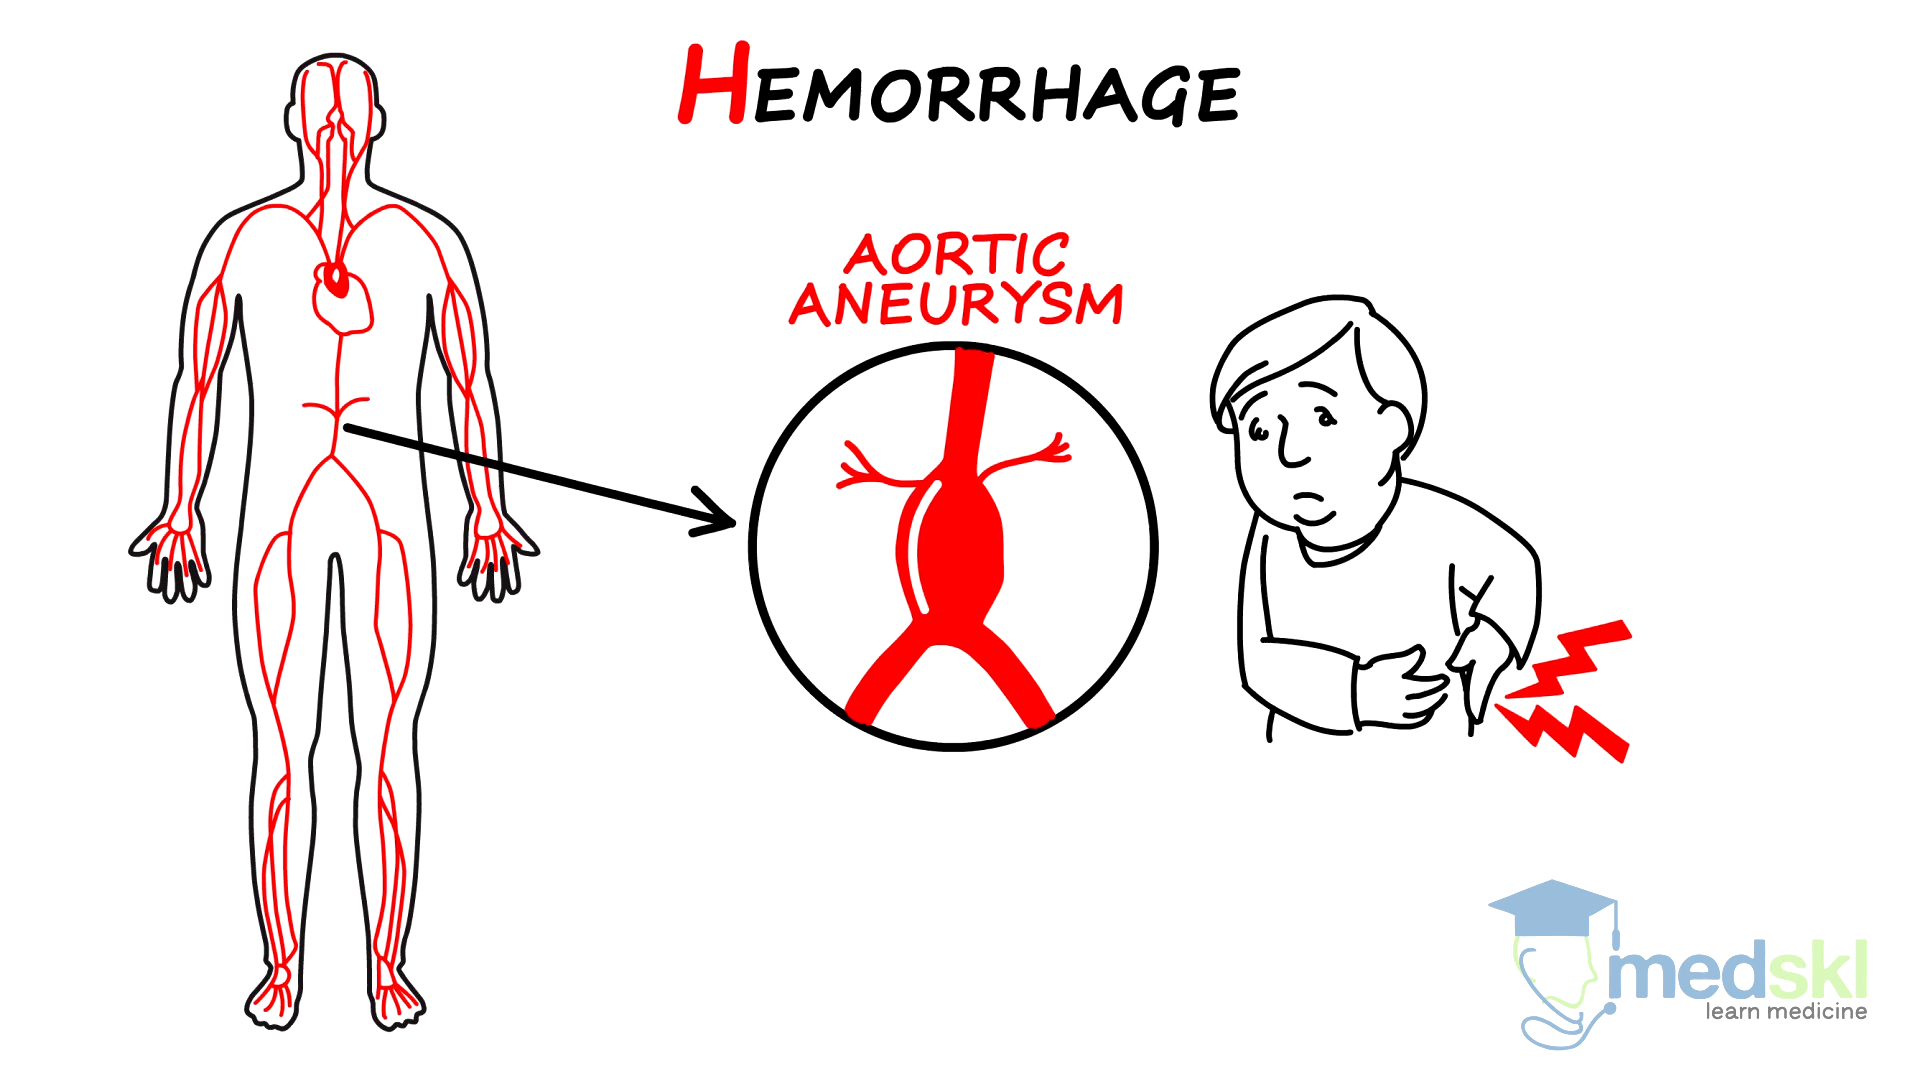 HEMORRHAGE
AORTIC
ANEURYSM
medskl
learn medicine